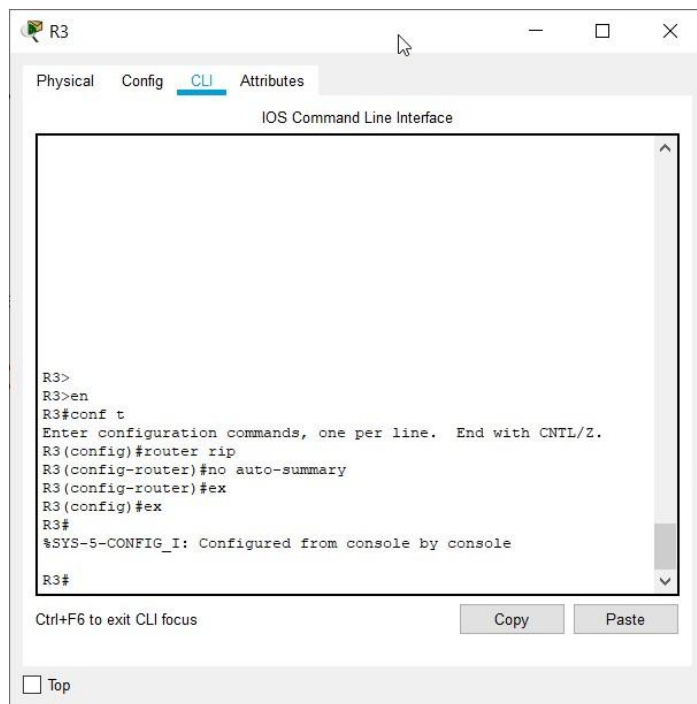 R3
Physical Config CLI Attributes
IOS Command Line Interface
R3>
R3>en
R3#conf t
Enter configuration commands, one per line.  End with CNTL/Z.
R3(config)#router rip
R3(config-router)#no auto-summary
R3(config-router)#ex
R3(config)#ex
R3#
%SYS-5-CONFIG_I: Configured from console by console
R3#
Ctrl+F6 to exit CLI focus
Copy Paste
Top